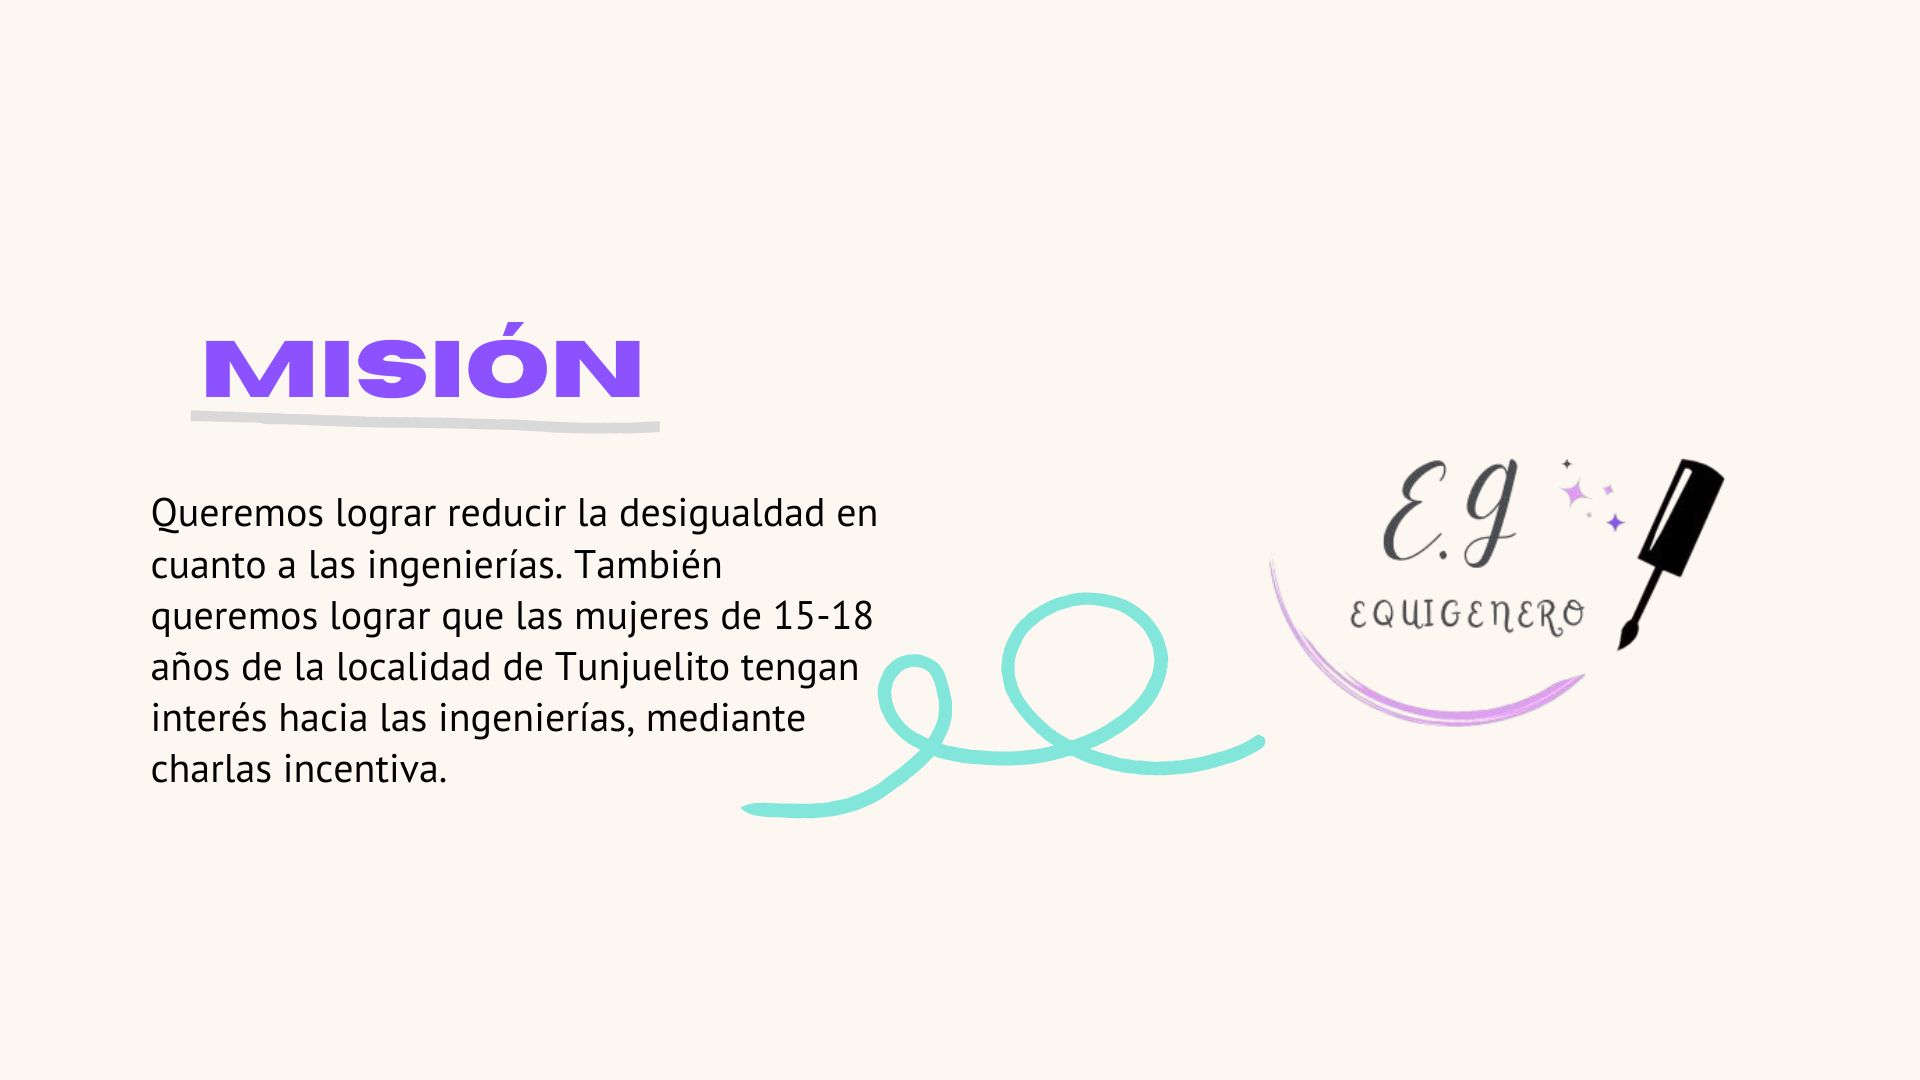 MISIÓN
Queremos lograr reducir la desigualdad en
cuanto a las ingenierías. También
queremos lograr que las mujeres de 15-18
años de la localidad de Tunjuelito tengan
interés hacia las ingenierías, mediante
charlas incentiva.
E.g
EQUIGENERO